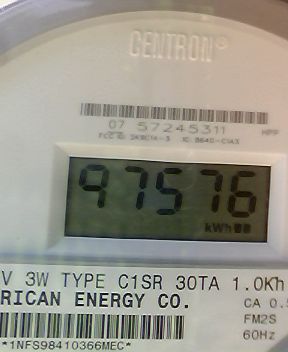 CENTRON®
07 57245311 HPP
97576
kWh
V 3W TYPE C1SR 30TA 1.0Kh
RICAN ENERGY CO. CA 0.5
FM2S
60Hz
*1NFS98410366MEC*